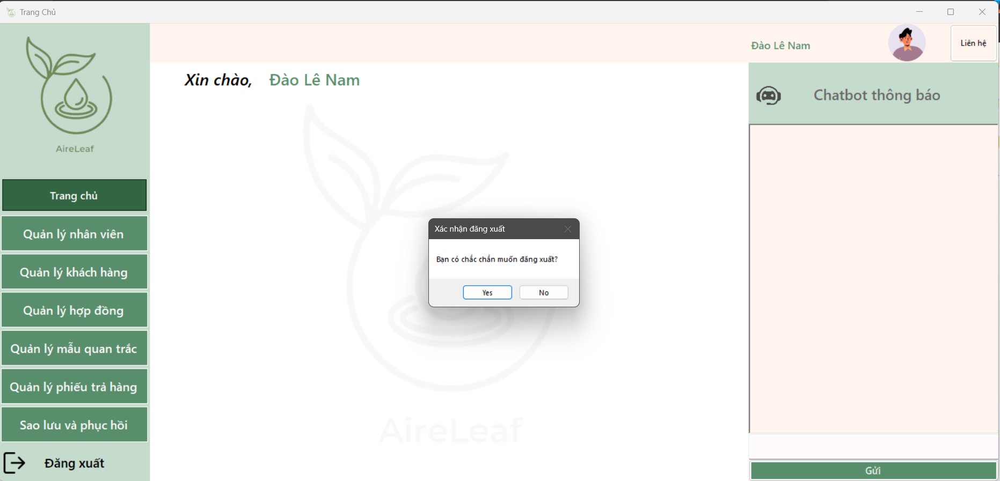 Trang Chủ
Đào Lê Nam
Liên hệ
AireLeaf
Trang chủ
Quản lý nhân viên
Quản lý khách hàng
Quản lý hợp đồng
Quản lý mẫu quan trắc
Quản lý phiếu trả hàng
Sao lưu và phục hồi
Đăng xuất
Xin chào, Đào Lê Nam
AireLeaf
Xác nhận đăng xuất
Bạn có chắc chắn muốn đăng xuất?
Yes
No
Chatbot thông báo
Gửi